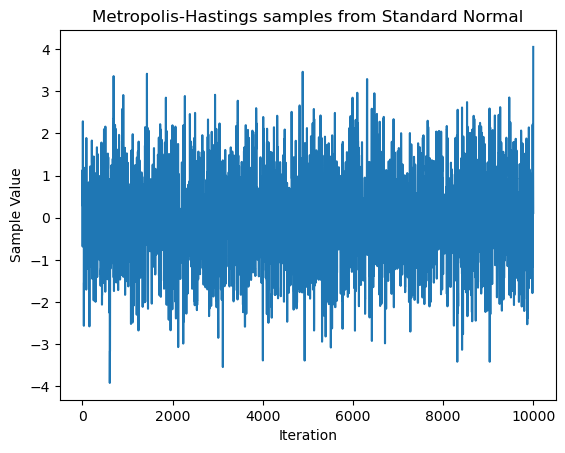 Metropolis-Hastings samples from Standard Normal
4
3
2
1
0
−1
−2
−3
−4
Sample Value
0 2000 4000 6000 8000 10000
Iteration